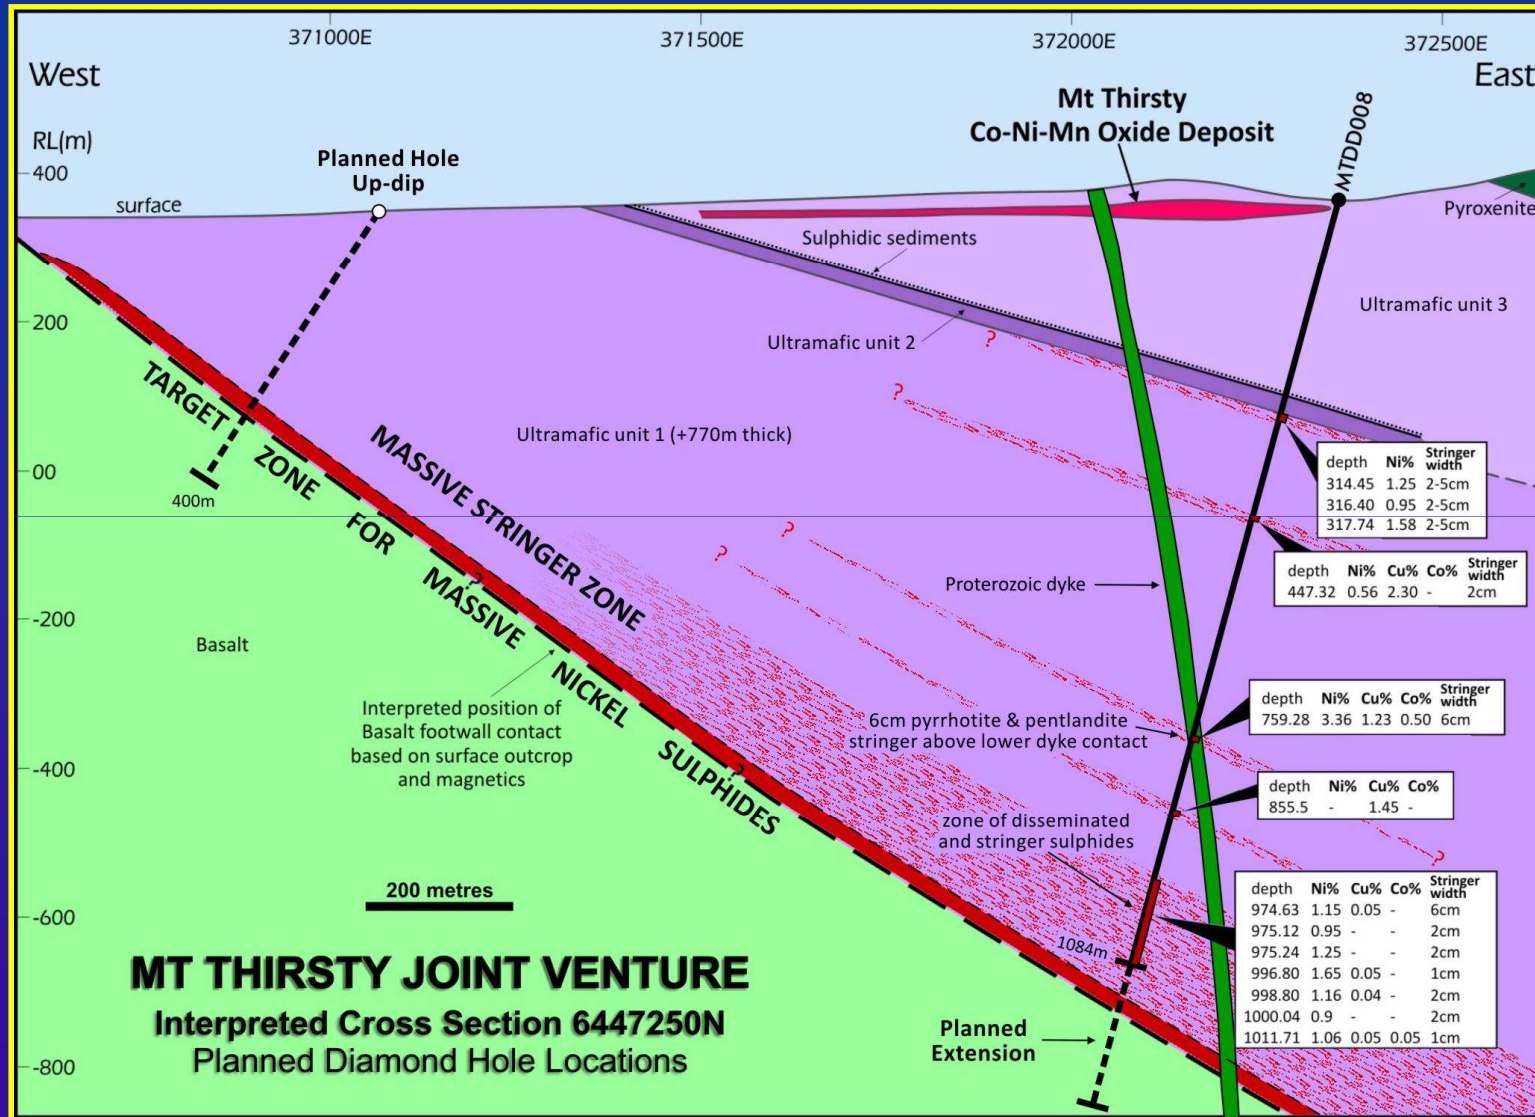 371000E
371500E
372000E
372500E
West
East
RL(m)
400
200
00
-200
-400
-600
-800
surface
Planned Hole
Up-dip
Mt Thirsty
Co-Ni-Mn Oxide Deposit
MTDD008
Pyroxenite
Sulphidic sediments
Ultramafic unit 3
Ultramafic unit 2
?
?
Ultramafic unit 1 (+770m thick)
400m
TARGET ZONE FOR MASSIVE NICKEL SULPHIDES
MASSIVE STRINGER ZONE
?
?
?
?
?
Basalt
Proterozoic dyke
Interpreted position of
Basalt footwall contact
based on surface outcrop
and magnetics
6cm pyrrhotite & pentlandite
stringer above lower dyke contact
zone of disseminated
and stringer sulphides
1084m
Planned
Extension
depth Ni% Stringer width
314.45 1.25 2-5cm
316.40 0.95 2-5cm
317.74 1.58 2-5cm
depth Ni% Cu% Co% Stringer width
447.32 0.56 2.30 - 2cm
depth Ni% Cu% Co% Stringer width
759.28 3.36 1.23 0.50 6cm
depth Ni% Cu% Co%
855.5 - 1.45 -
depth Ni% Cu% Co% Stringer width
974.63 1.15 0.05 - 6cm
975.12 0.95 - - 2cm
975.24 1.25 - - 2cm
996.80 1.65 0.05 - 1cm
998.80 1.16 0.04 - 2cm
1000.04 0.9 - - 2cm
1011.71 1.06 0.05 0.05 1cm
200 metres
MT THIRSTY JOINT VENTURE
Interpreted Cross Section 6447250N
Planned Diamond Hole Locations